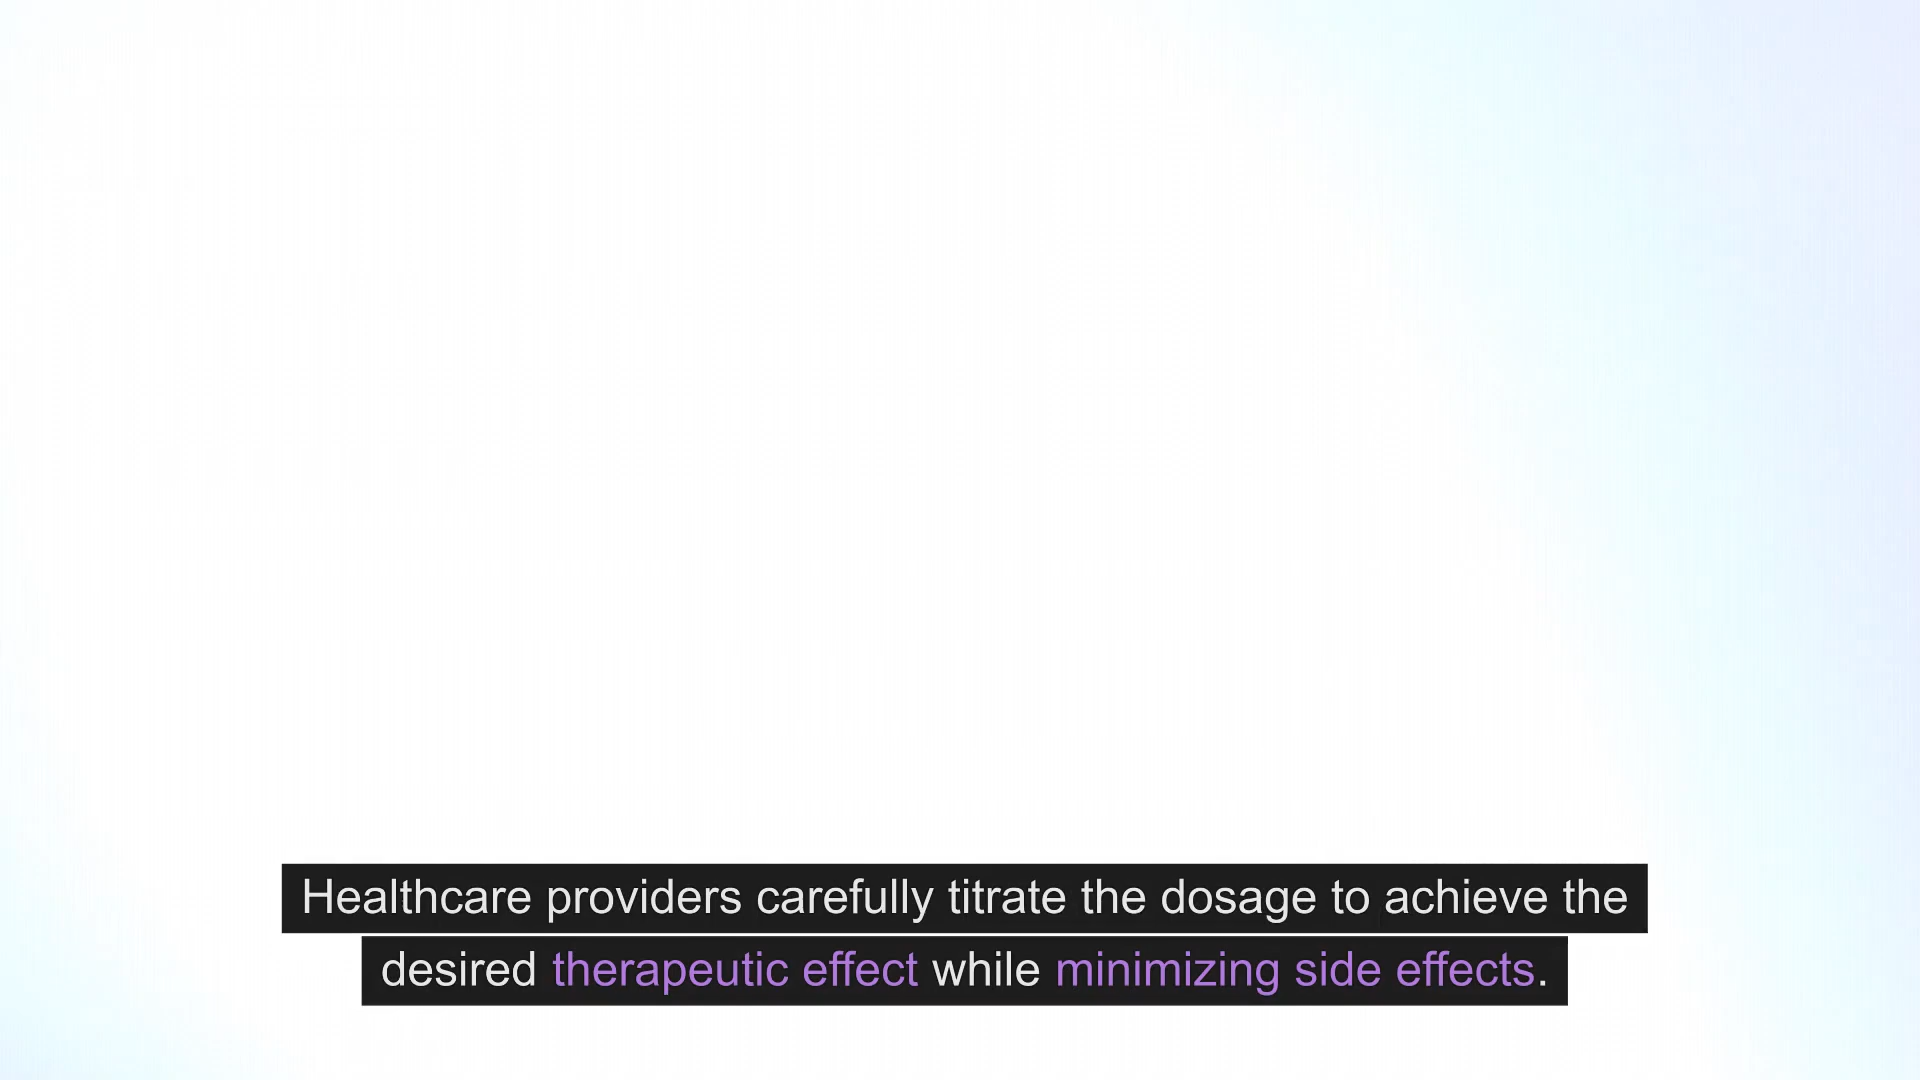 Healthcare providers carefully titrate the dosage to achieve the
desired therapeutic effect while minimizing side effects.